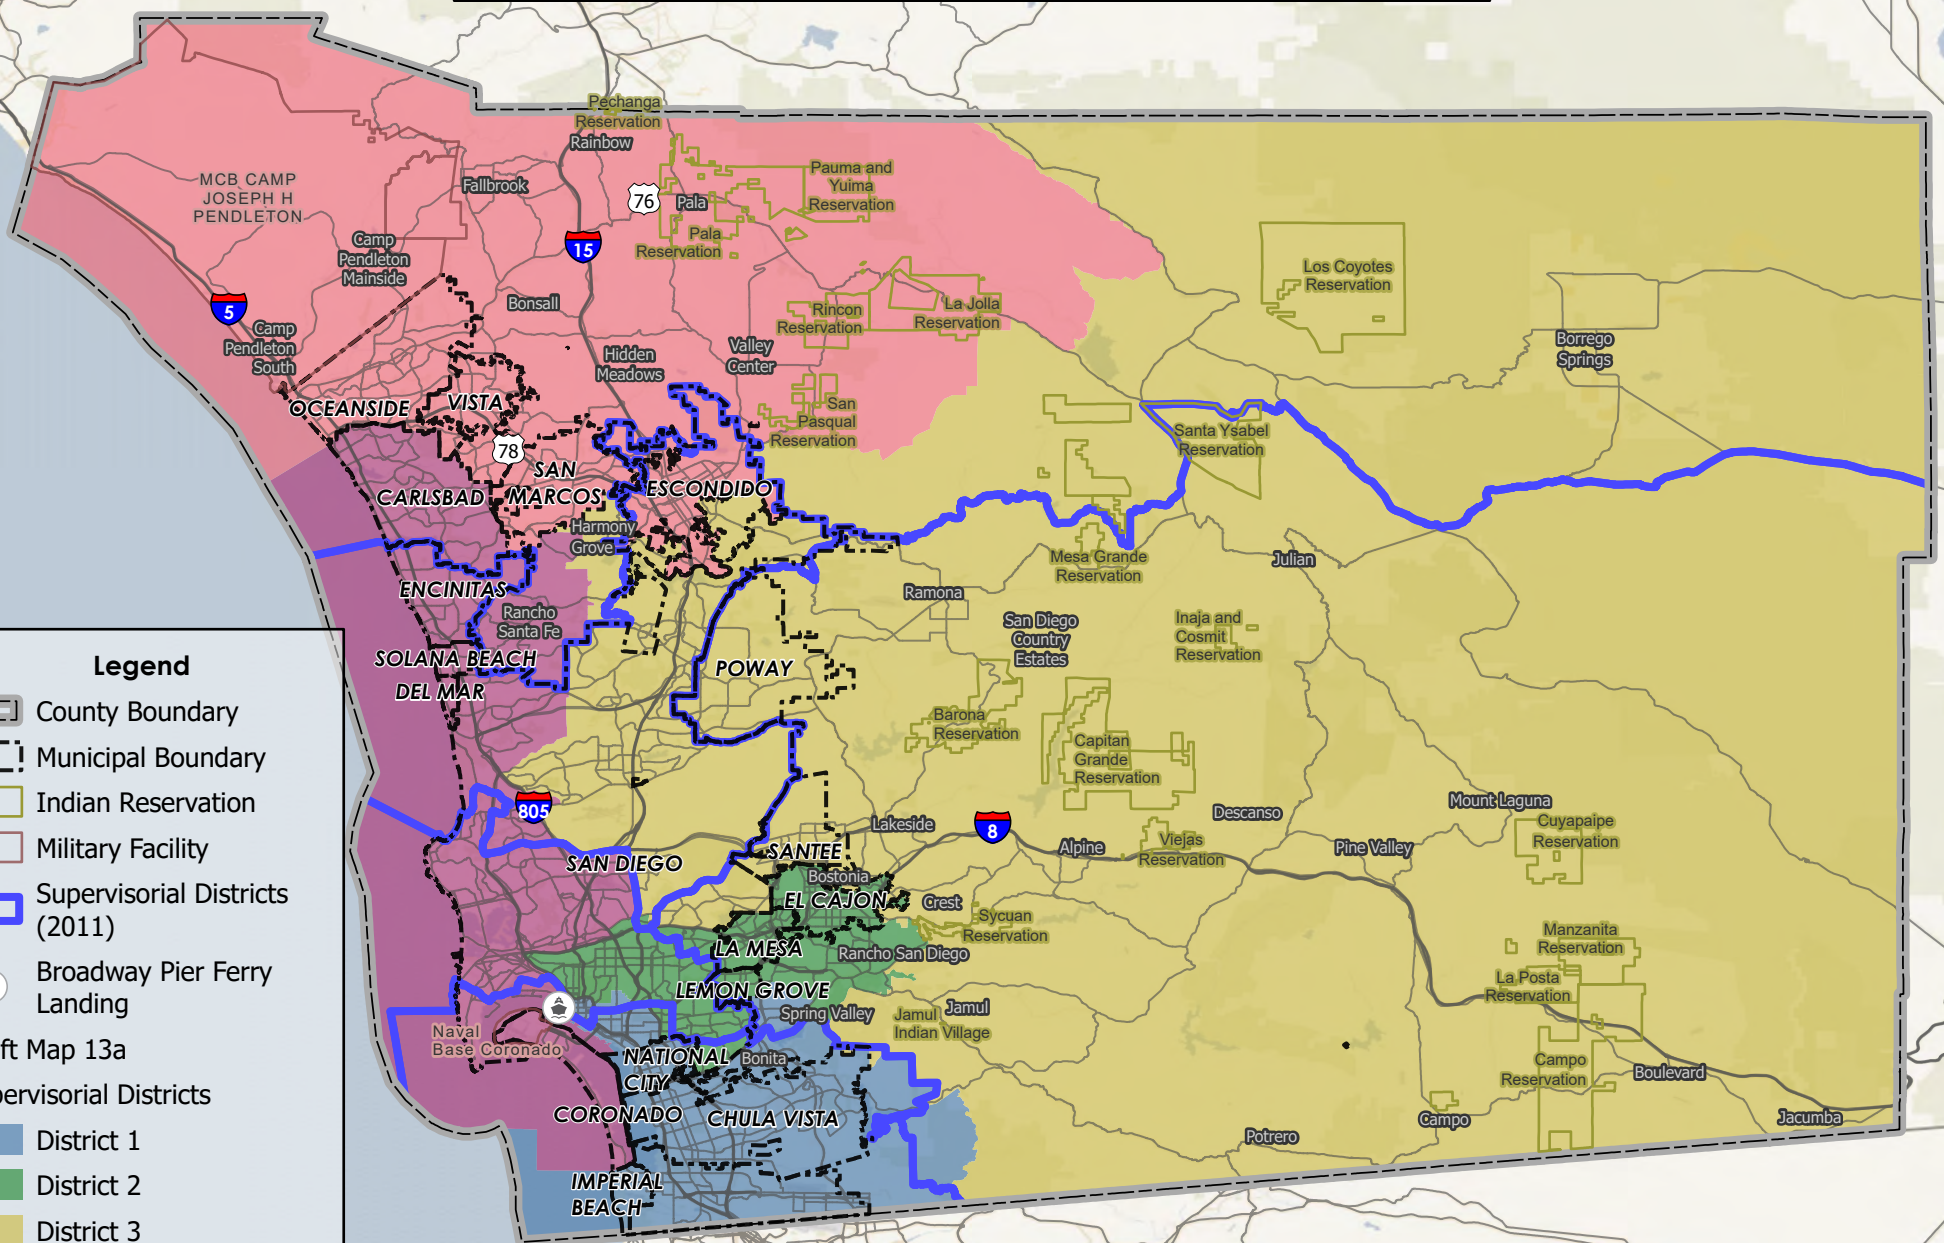 Pechanga
Reservation
Rainbow
MCB CAMP
JOSEPH H
PENDLETON
Fallbrook
76
Pala
Pauma and
Yuima
Reservation
Pala
Reservation
15
Camp
Pendleton
Mainside
5
Bonsall
Rincon
Reservation
La Jolla
Reservation
Los Coyotes
Reservation
Camp
Pendleton
South
Hidden
Meadows
Valley
Center
Borrego
Springs
OCEANSIDE
VISTA
San
Pasqual
Reservation
Santa Ysabel
Reservation
78
SAN
MARCOS
CARLSBAD
ESCONDIDO
Harmony
Grove
Mesa Grande
Reservation
Julian
ENCINITAS
Rancho
Santa Fe
Ramona
San Diego
Country
Estates
Inaja and
Cosmit
Reservation
SOLANA BEACH
DEL MAR
POWAY
Barona
Reservation
Capitan
Grande
Reservation
805
SAN DIEGO
SANTEE
Lakeside
8
Alpine
Viejas
Reservation
Descanso
Mount Laguna
Pine Valley
Cuyapaipe
Reservation
Bostonia
EL CAJON
Crest
Sycuan
Reservation
LA MESA
Rancho San Diego
Manzanita
Reservation
LEMON GROVE
La Posta
Reservation
Spring Valley
Jamul
Indian Village
Jamul
Naval
Base Coronado
NATIONAL
CITY
Bonita
Campo
Reservation
Boulevard
CORONADO
CHULA VISTA
Potrero
Campo
Jacumba
IMPERIAL
BEACH
Legend
County Boundary
Municipal Boundary
Indian Reservation
Military Facility
Supervisorial Districts
(2011)
Broadway Pier Ferry
Landing
ft Map 13a
pervisorial Districts
District 1
District 2
District 3